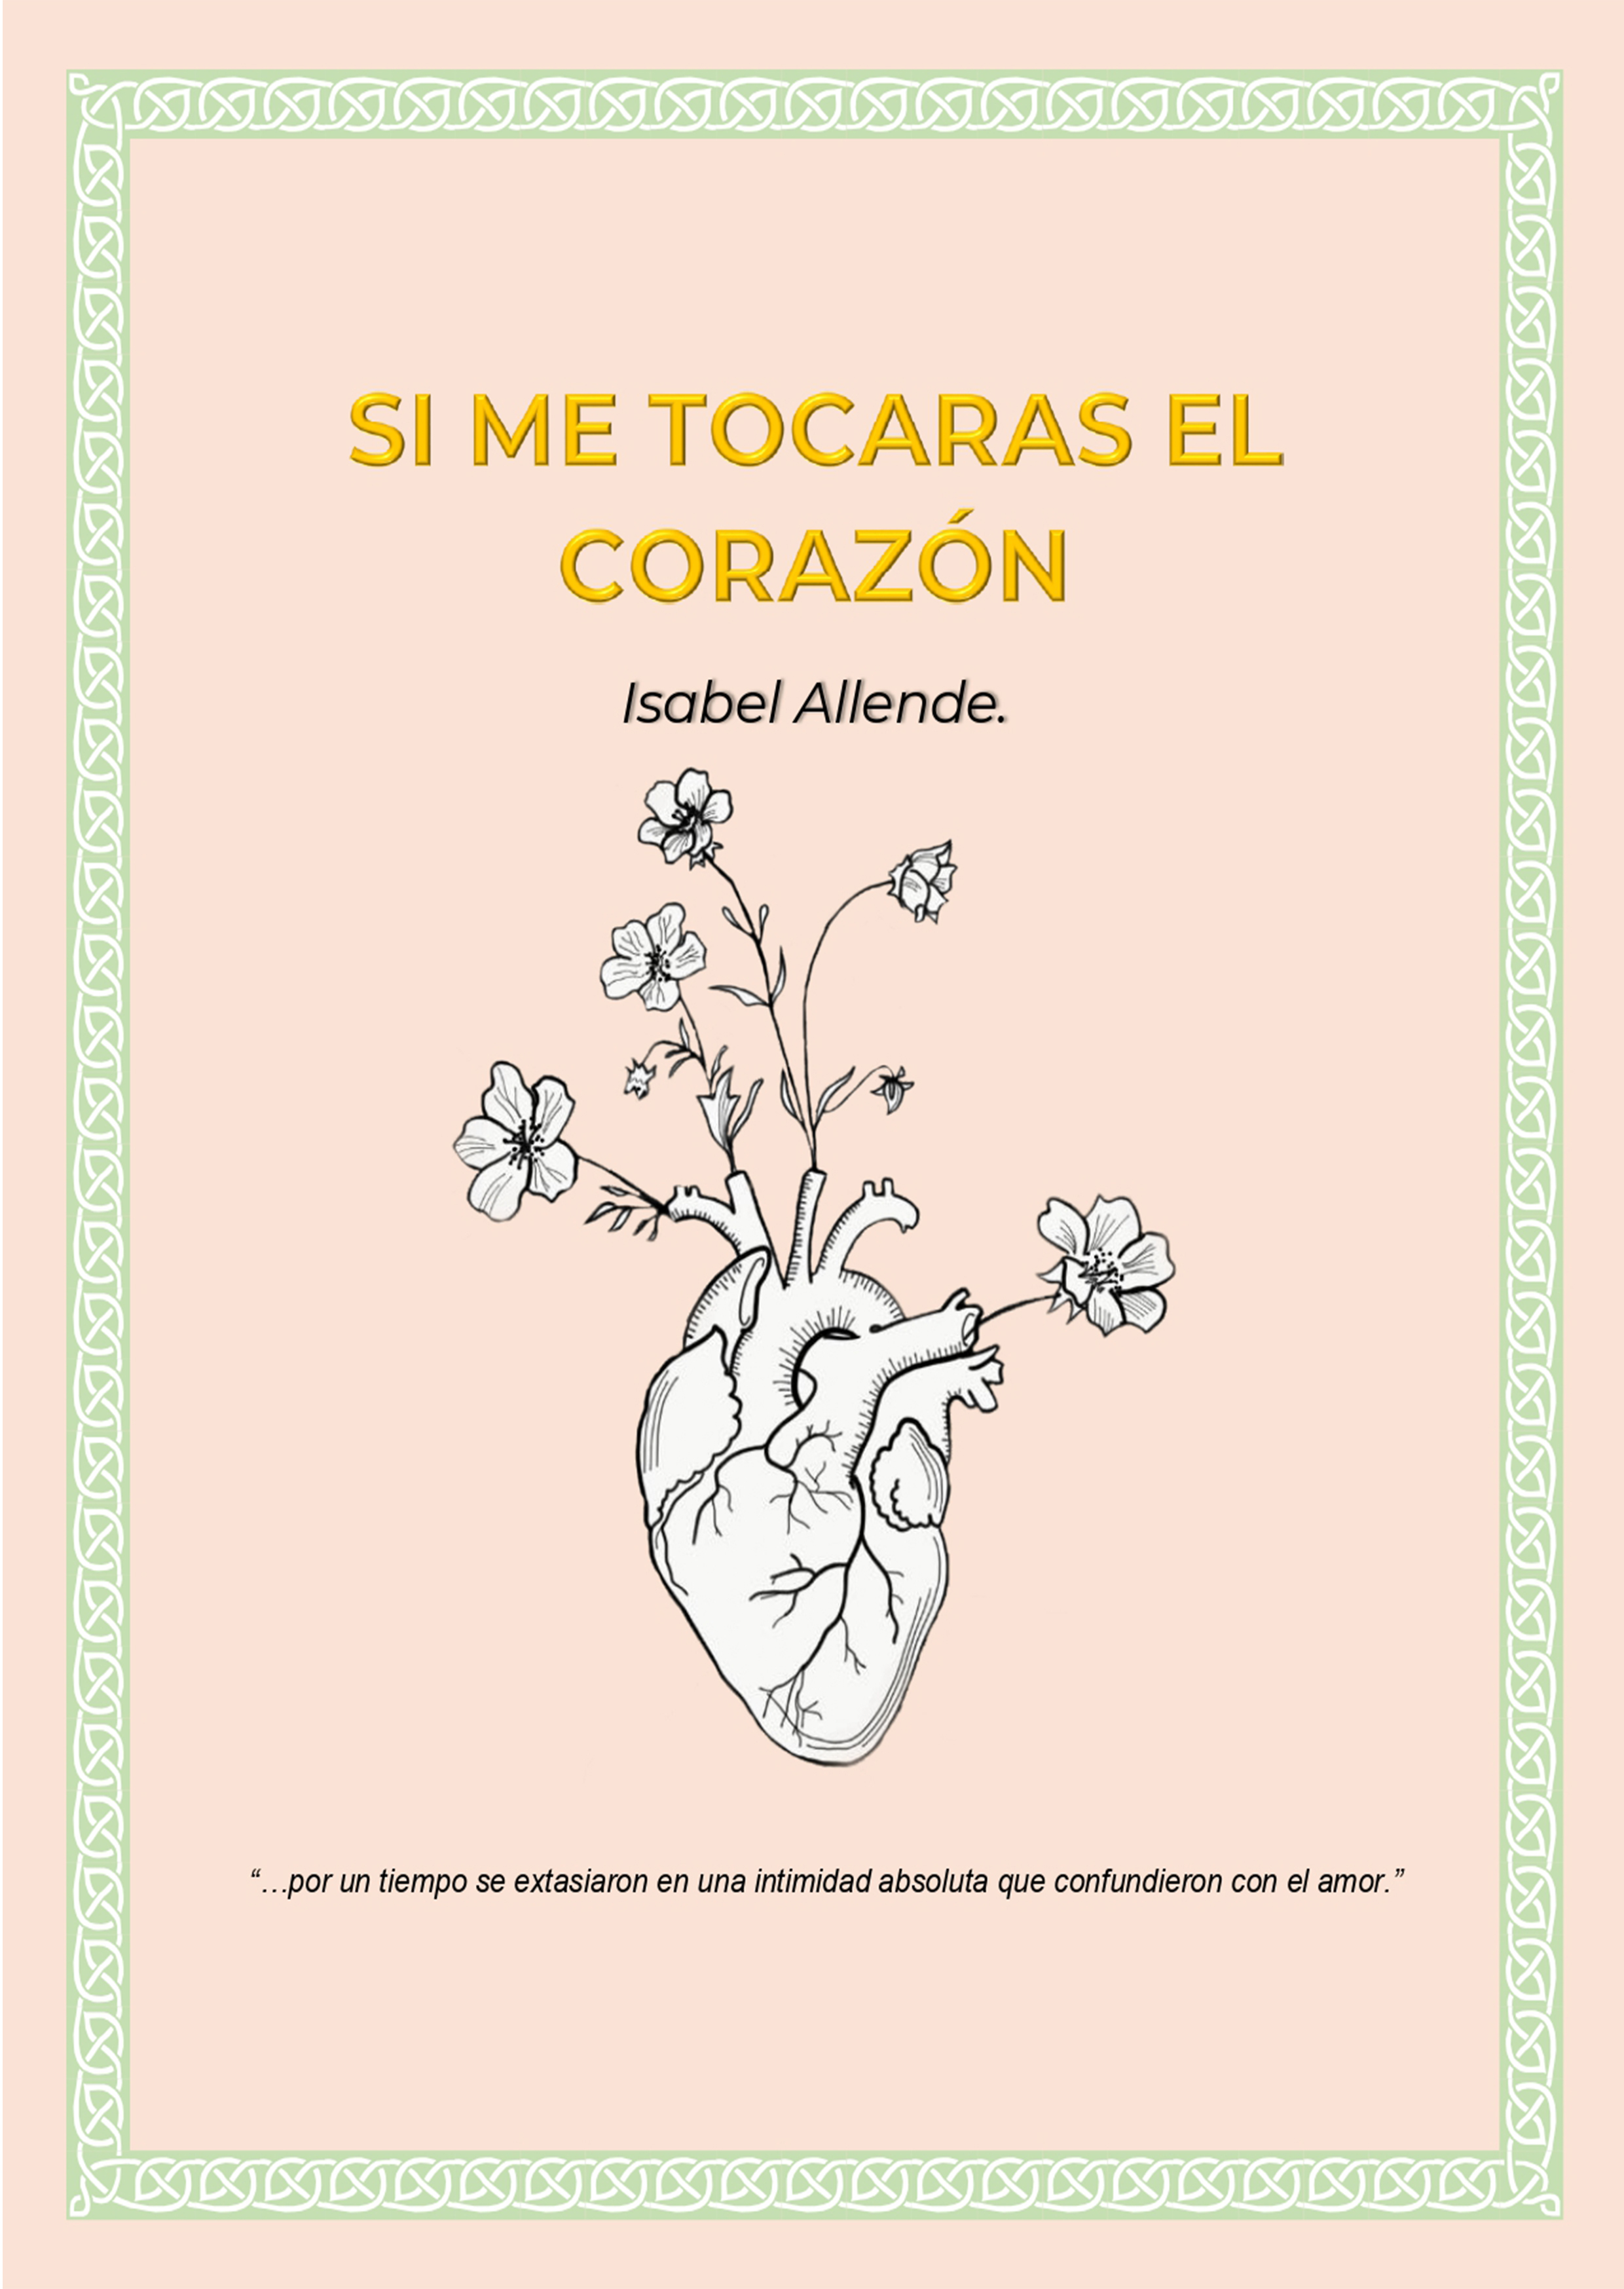 SI ME TOCARAS EL
CORAZÓN
Isabel Allende.
“…por un tiempo se extasiaron en una intimidad absoluta que confundieron con el amor.”